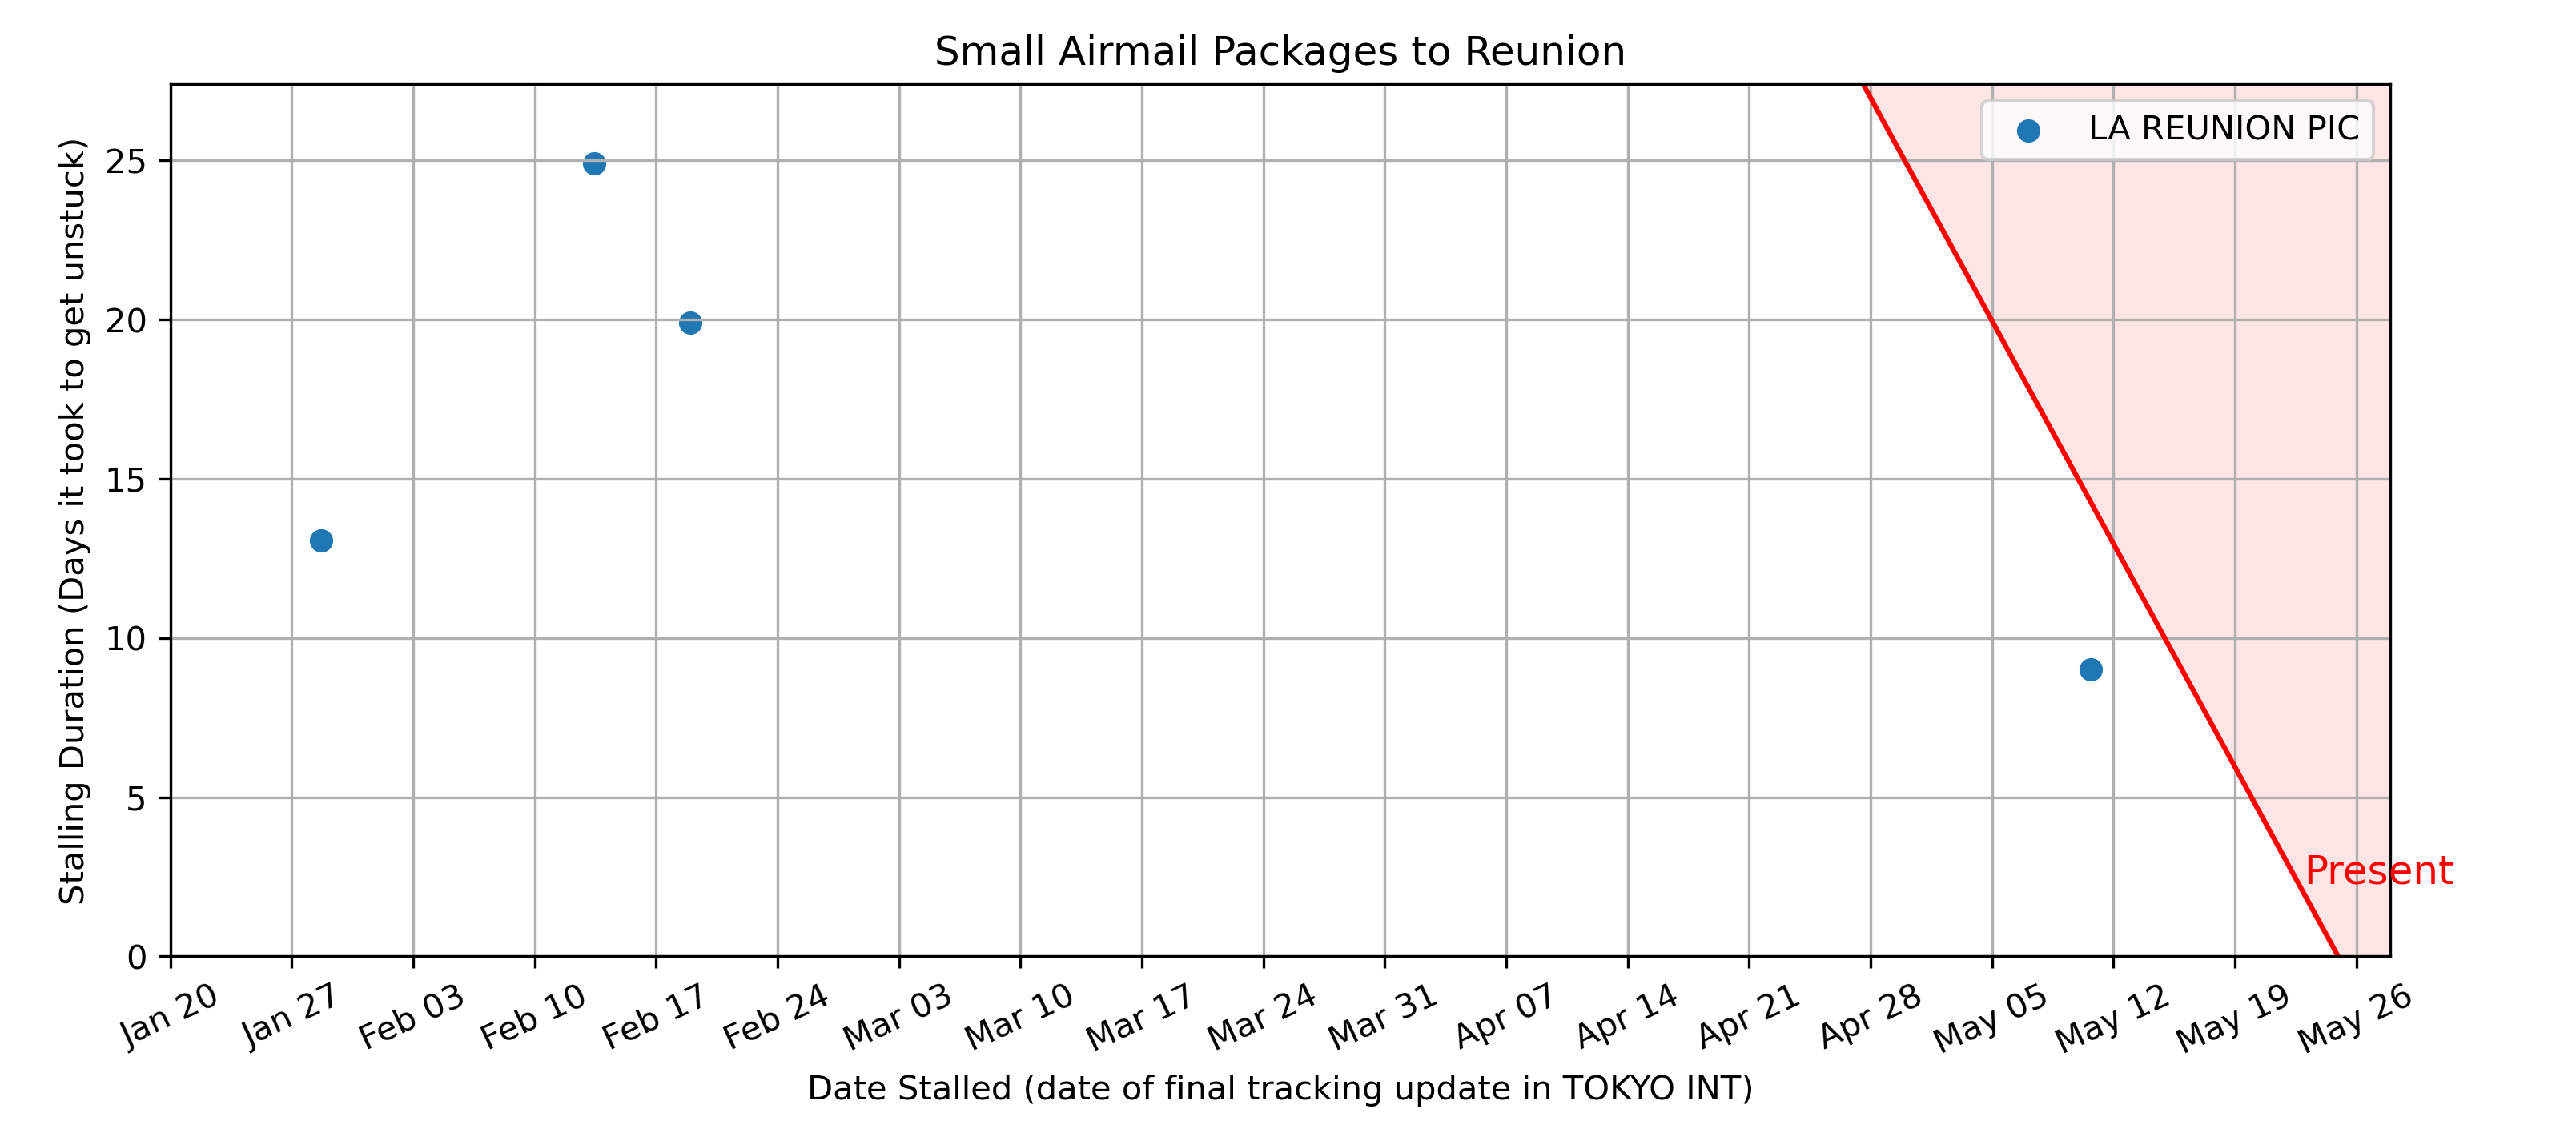 Small Airmail Packages to Reunion
LA REUNION PIC
Stalling Duration (Days it took to get unstuck)
25
20
15
10
5
0
Present
Jan 20 Jan 27 Feb 03 Feb 10 Feb 17 Feb 24 Mar 03 Mar 10 Mar 17 Mar 24 Mar 31 Apr 07 Apr 14 Apr 21 Apr 28 May 05 May 12 May 19 May 26
Date Stalled (date of final tracking update in TOKYO INT)